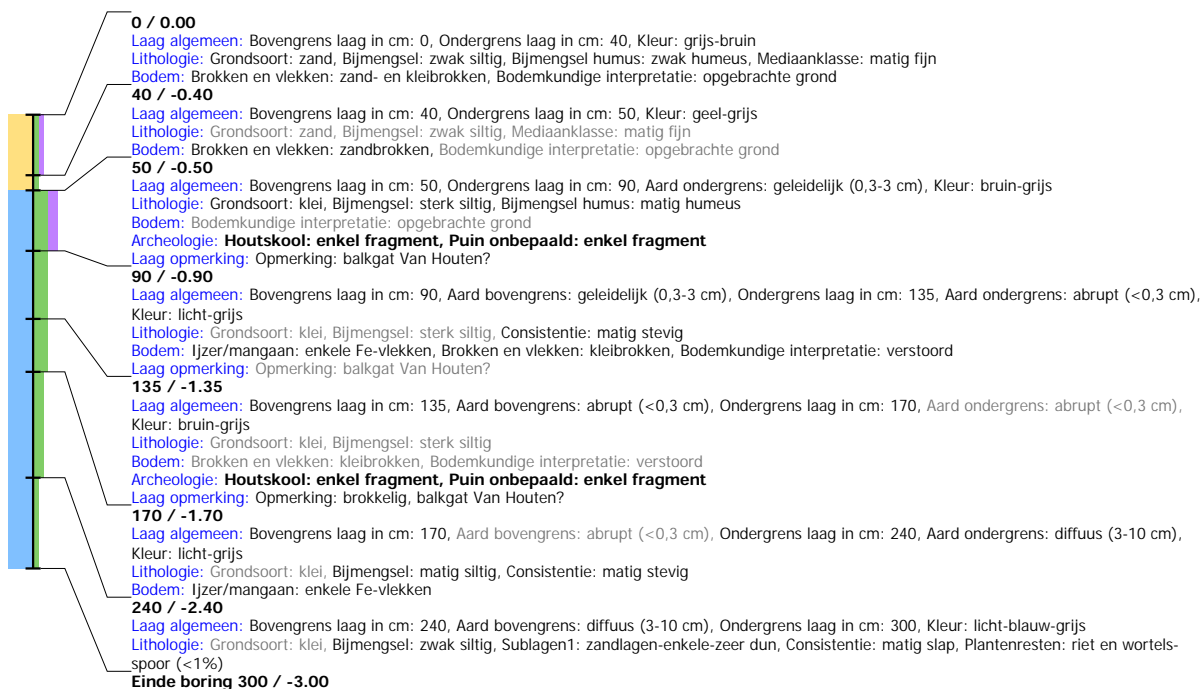 0 / 0.00
Laag algemeen: Bovengrens laag in cm: 0, Ondergrens laag in cm: 40, Kleur: grijs-bruin
Lithologie: Grondsoort: zand, Bijmengsel: zwak siltig, Bijmengsel humus: zwak humeus, Mediaanklasse: matig fijn
Bodem: Brokken en vlekken: zand- en kleibrokken, Bodemkundige interpretatie: opgebrachte grond
40 / -0.40
Laag algemeen: Bovengrens laag in cm: 40, Ondergrens laag in cm: 50, Kleur: geel-grijs
Lithologie: Grondsoort: zand, Bijmengsel: zwak siltig, Mediaanklasse: matig fijn
Bodem: Brokken en vlekken: zandbrokken, Bodemkundige interpretatie: opgebrachte grond
50 / -0.50
Laag algemeen: Bovengrens laag in cm: 50, Ondergrens laag in cm: 90, Aard ondergrens: geleidelijk (0,3-3 cm), Kleur: bruin-grijs
Lithologie: Grondsoort: klei, Bijmengsel: sterk siltig, Bijmengsel humus: matig humeus
Bodem: Bodemkundige interpretatie: opgebrachte grond
Archeologie: Houtskool: enkel fragment, Puin onbepaald: enkel fragment
Laag opmerking: Opmerking: balkgat Van Houten?
90 / -0.90
Laag algemeen: Bovengrens laag in cm: 90, Aard bovengrens: geleidelijk (0,3-3 cm), Ondergrens laag in cm: 135, Aard ondergrens: abrupt (<0,3 cm),
Kleur: licht-grijs
Lithologie: Grondsoort: klei, Bijmengsel: sterk siltig, Consistentie: matig stevig
Bodem: Ijzer/mangaan: enkele Fe-vlekken, Brokken en vlekken: kleibrokken, Bodemkundige interpretatie: verstoord
Laag opmerking: Opmerking: balkgat Van Houten?
135 / -1.35
Laag algemeen: Bovengrens laag in cm: 135, Aard bovengrens: abrupt (<0,3 cm), Ondergrens laag in cm: 170, Aard ondergrens: abrupt (<0,3 cm),
Kleur: bruin-grijs
Lithologie: Grondsoort: klei, Bijmengsel: sterk siltig
Bodem: Brokken en vlekken: kleibrokken, Bodemkundige interpretatie: verstoord
Archeologie: Houtskool: enkel fragment, Puin onbepaald: enkel fragment
Laag opmerking: Opmerking: brokkelig, balkgat Van Houten?
170 / -1.70
Laag algemeen: Bovengrens laag in cm: 170, Aard bovengrens: abrupt (<0,3 cm), Ondergrens laag in cm: 240, Aard ondergrens: diffuus (3-10 cm),
Kleur: licht-grijs
Lithologie: Grondsoort: klei, Bijmengsel: matig siltig, Consistentie: matig stevig
Bodem: Ijzer/mangaan: enkele Fe-vlekken
240 / -2.40
Laag algemeen: Bovengrens laag in cm: 240, Aard bovengrens: diffuus (3-10 cm), Ondergrens laag in cm: 300, Kleur: licht-blauw-grijs
Lithologie: Grondsoort: klei, Bijmengsel: zwak siltig, Sublagen1: zandlagen-enkele-zeer dun, Consistentie: matig slap, Plantenresten: riet en wortels-
spoor (<1%)
Einde boring 300 / -3.00